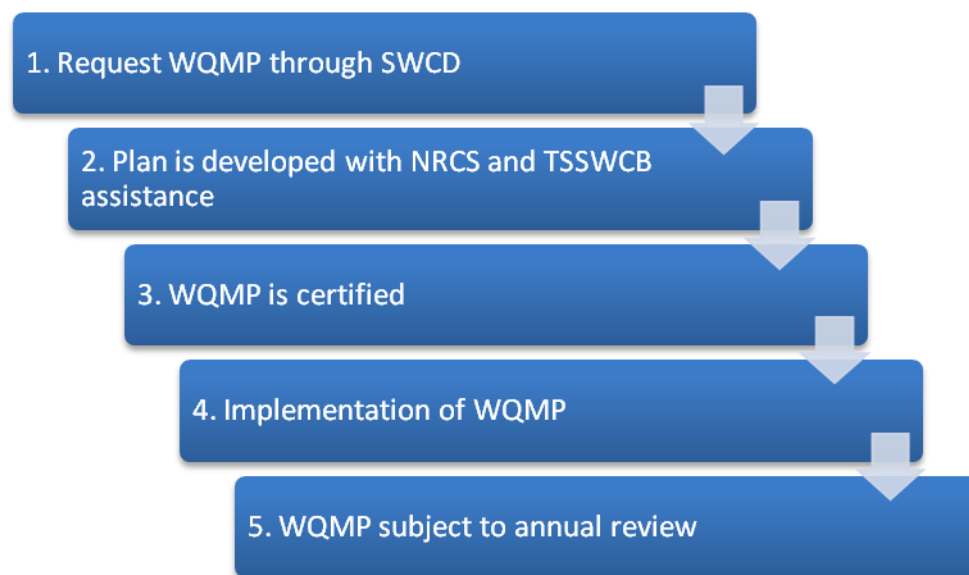 1. Request WQMP through SWCD
2. Plan is developed with NRCS and TSSWCB
assistance
3. WQMP is certified
4. Implementation of WQMP
5. WQMP subject to annual review